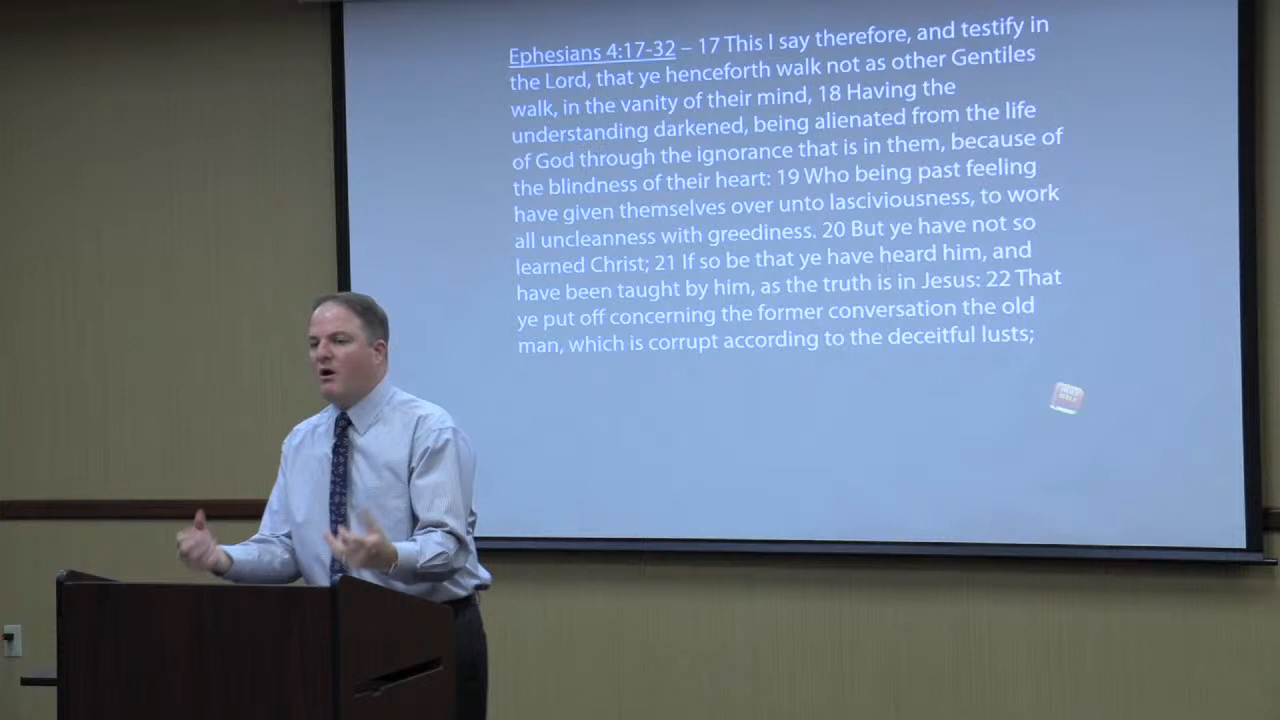 Ephesians 4:17-32 – 17 This I say therefore, and testify in
the Lord, that ye henceforth walk not as other Gentiles
walk, in the vanity of their mind, 18 Having the
understanding darkened, being alienated from the life
of God through the ignorance that is in them, because of
the blindness of their heart: 19 Who being past feeling
have given themselves over unto lasciviousness, to work
all uncleanness with greediness. 20 But ye have not so
learned Christ; 21 If so be that ye have heard him, and
have been taught by him, as the truth is in Jesus: 22 That
ye put off concerning the former conversation the old
man, which is corrupt according to the deceitful lusts;
HOLY
BIBLE